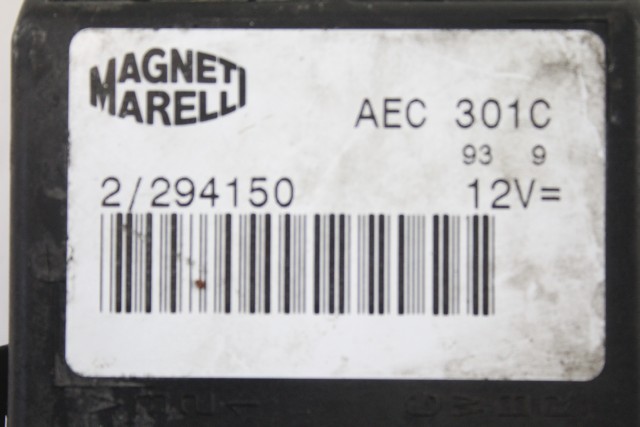 MAGNETI
MARELLI
AEC 301C
93 9
2/294150 12V=